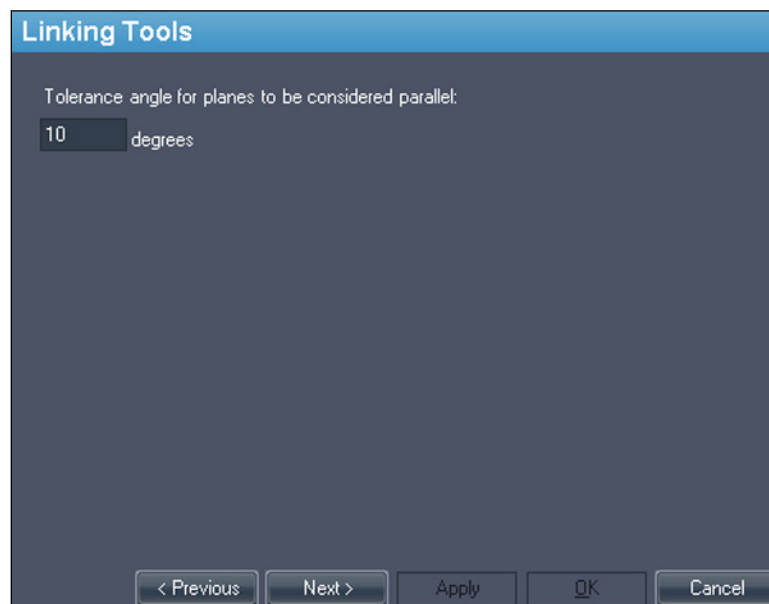 Linking Tools
Tolerance angle for planes to be considered parallel:
10 degrees
< Previous Next > Apply OK Cancel